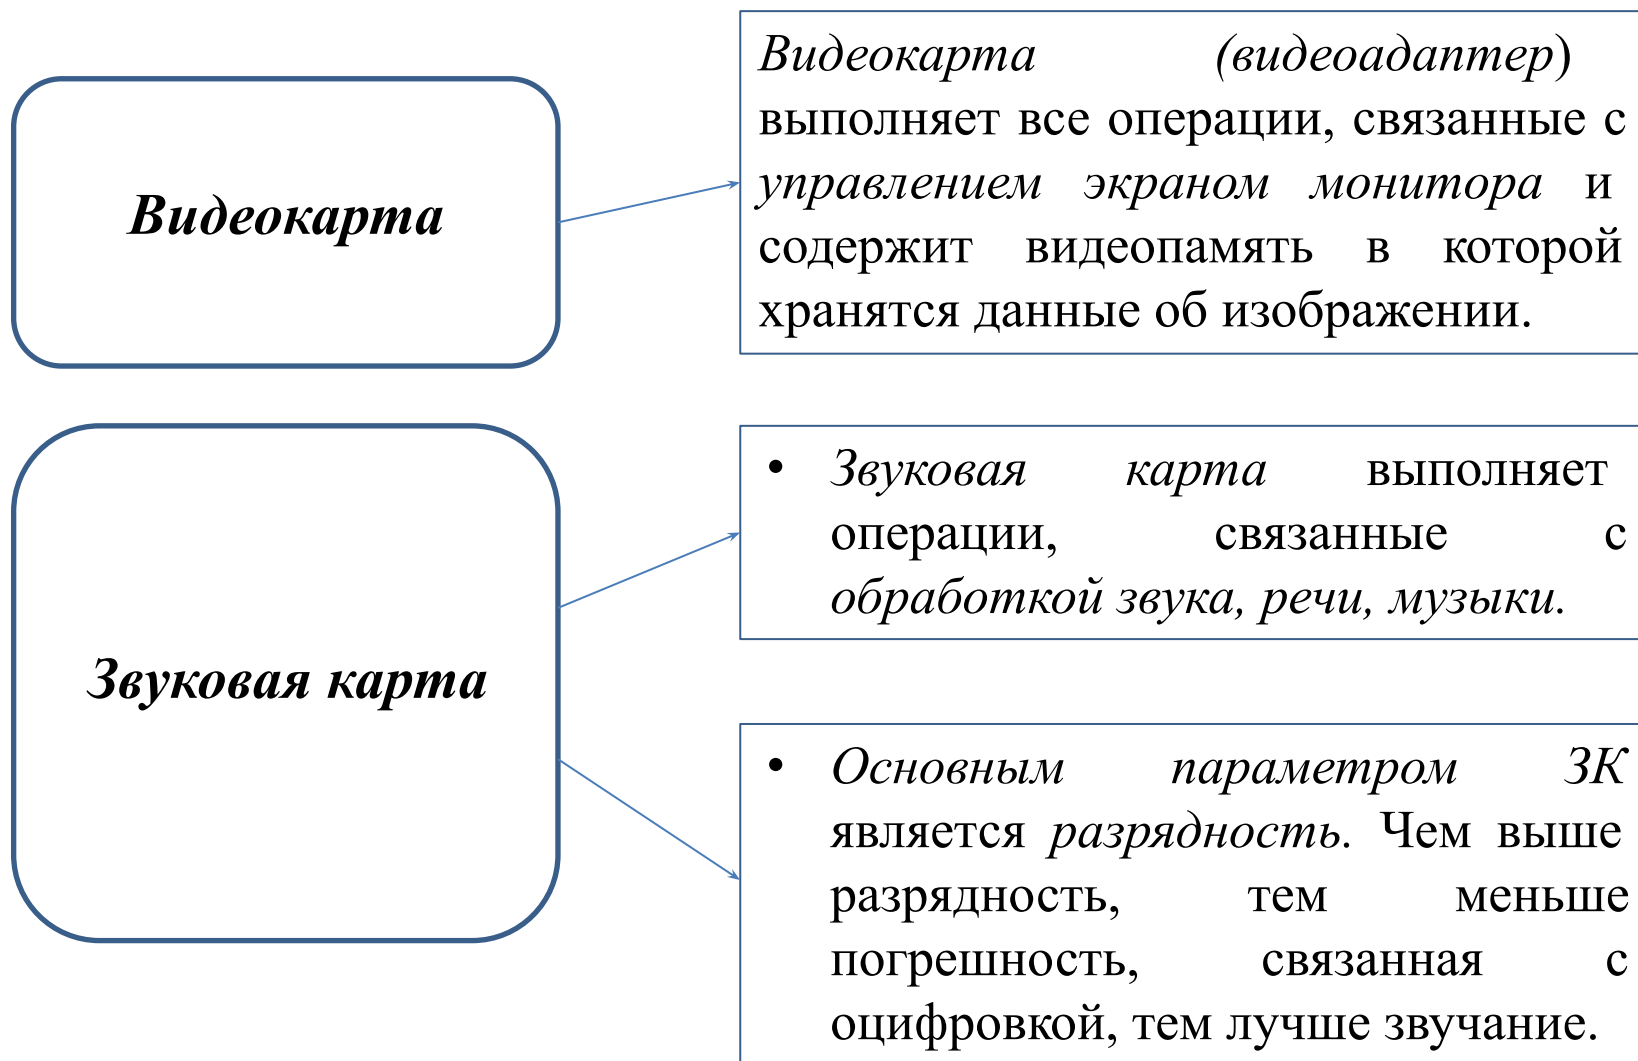 Видеокарта
Видеокарта (видеоадаптер)
выполняет все операции, связанные с
управлением экраном монитора и
содержит видеопамять в которой
хранятся данные об изображении.
Звуковая карта
• Звуковая карта выполняет
операции, связанные с
обработкой звука, речи, музыки.
• Основным параметром ЗК
является разрядность. Чем выше
разрядность, тем меньше
погрешность, связанная с
оцифровкой, тем лучше звучание.